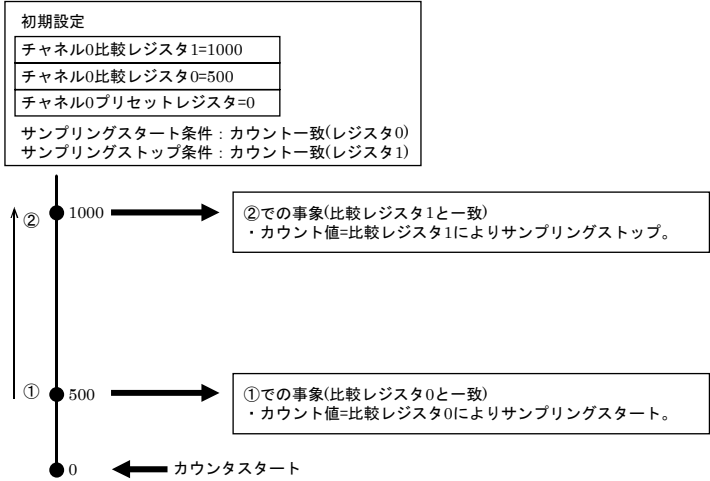 初期設定
チャネル0比較レジスタ1=1000
チャネル0比較レジスタ0=500
チャネル0プリセットレジスタ=0
サンプリングスタート条件：カウント一致(レジスタ0)
サンプリングストップ条件：カウント一致(レジスタ1)
② 1000
②での事象(比較レジスタ1と一致)
・カウント値=比較レジスタ1によりサンプリングストップ。
① 500
①での事象(比較レジスタ0と一致)
・カウント値=比較レジスタ0によりサンプリングスタート。
0 カウンタスタート